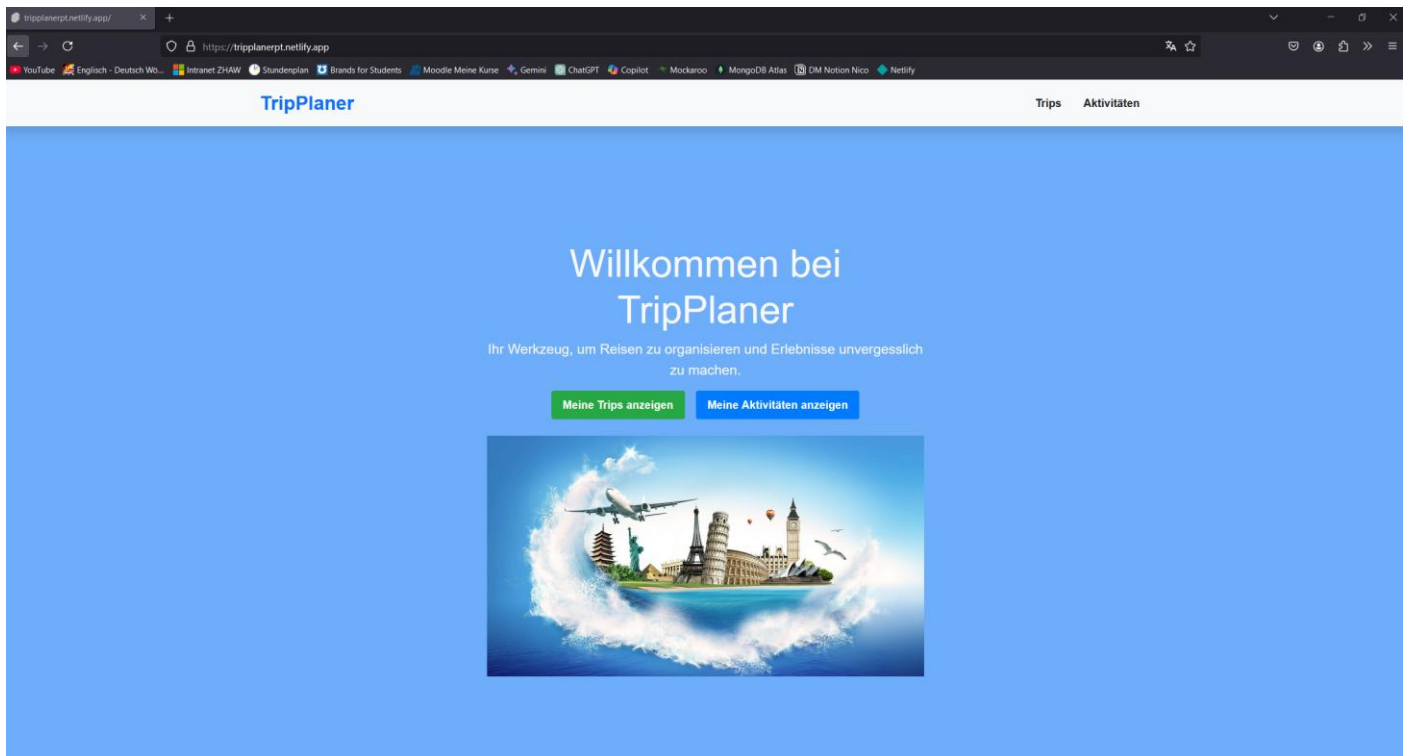 tripplanerpt.netlify.app/
https://tripplanerpt.netlify.app
YouTube Englisch - Deutsch Wö... Intranet ZHAW Stundenplan Brands for Students Moodle Meine Kurse Gemini ChatGPT Copilot Mockaroo MongoDB Atlas DM Notion Nico Netlify
TripPlaner Trips Aktivitäten
Willkommen bei
TripPlaner
Ihr Werkzeug, um Reisen zu organisieren und Erlebnisse unvergesslich
zu machen.
Meine Trips anzeigen Meine Aktivitäten anzeigen